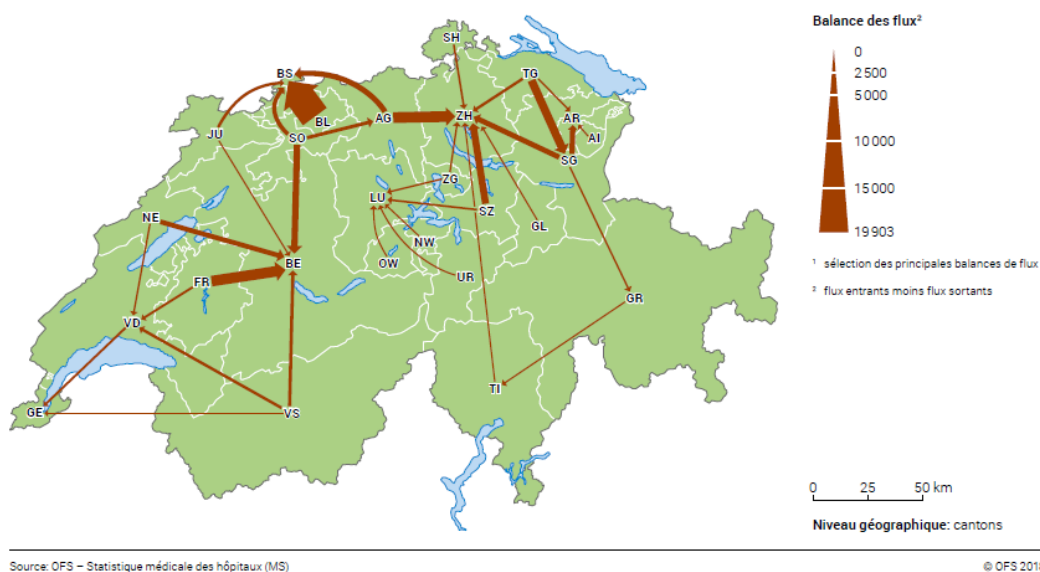 Balance des flux²
0
2 500
5 000
10 000
15 000
19 903
¹ sélection des principales balances de flux
² flux entrants moins flux sortants
SH
BS
TG
BL
AG
ZH
AR
JU
SO
AI
SG
ZG
LU
SZ
NE
NW
GL
BE
OW
UR
FR
GR
VD
TI
GE
VS
0 25 50 km
Niveau géographique: cantons
Source: OFS – Statistique médicale des hôpitaux (MS)
© OFS 2018